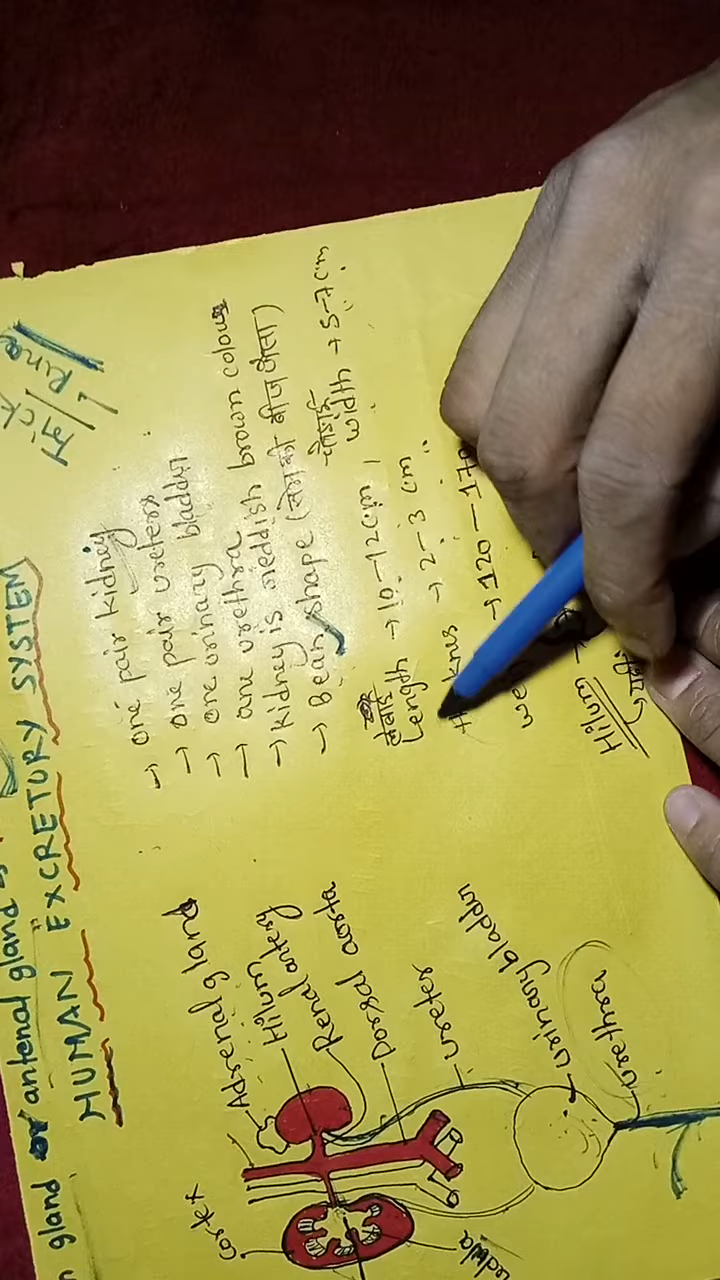 gland or antenal gland
HUMAN EXCRETORY SYSTEM
→ one pair kidney
→ one pair ureters
→ one urinary bladder
→ one urethra
→ kidney is reddish brown colour
→ Bean shape (सेम की बीज जैसा)
लंबाई चौड़ाई
Length → 10-12cm, width → 5-7 cm
→ 2-3 cm
→ 120-170
Hilum
Adrenal gland
Hilum
Renal artery
Dorsal aorta
ureter
urinary bladder
urethra
Cortex